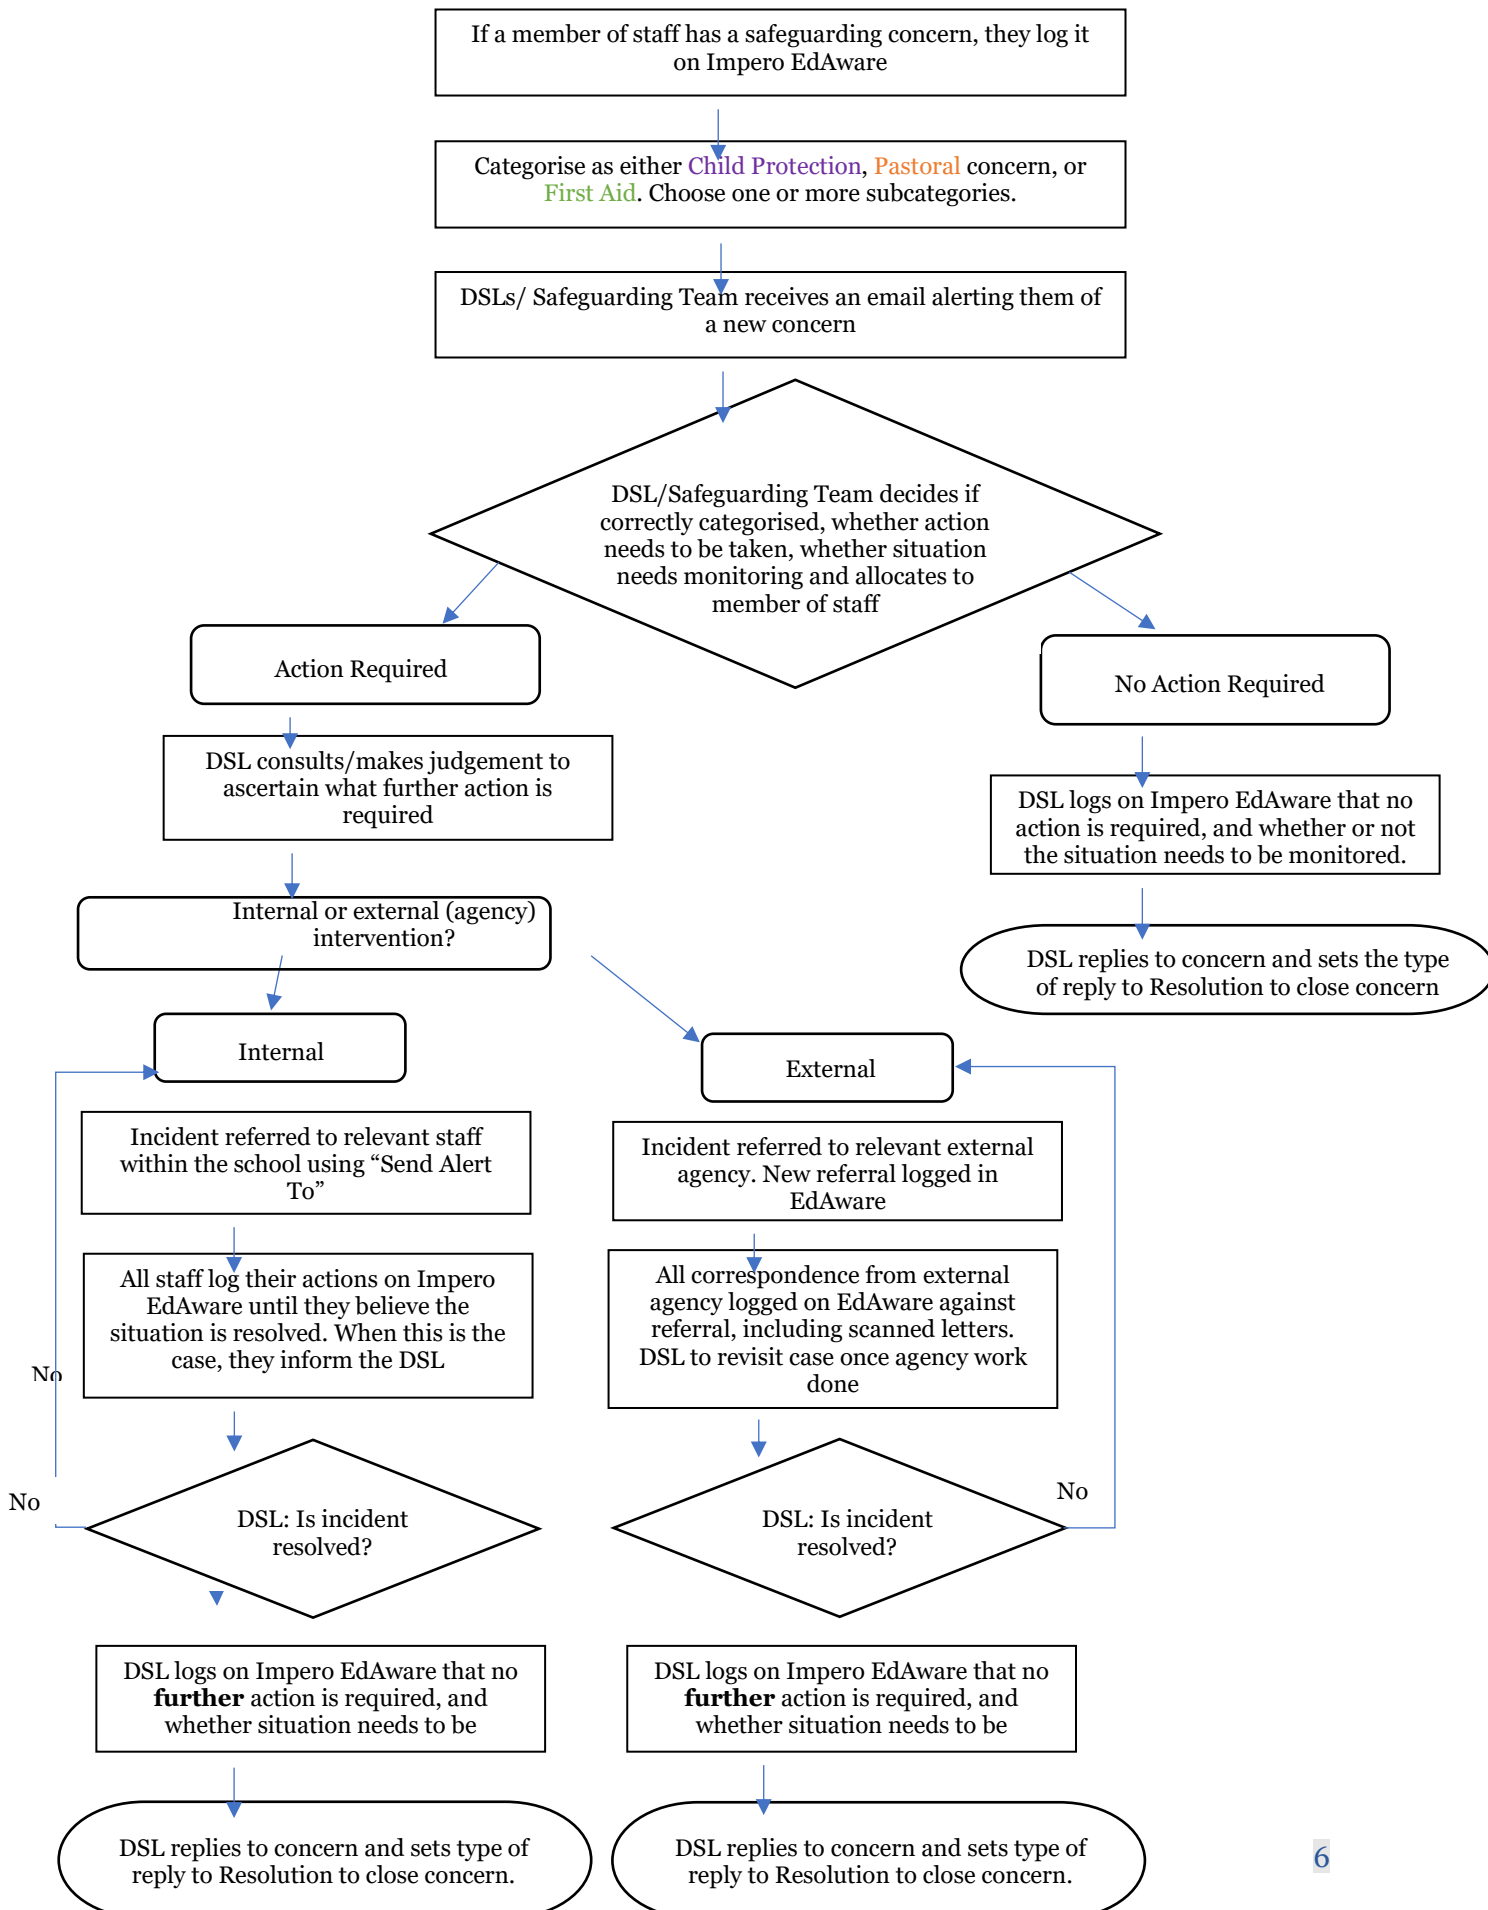 If a member of staff has a safeguarding concern, they log it
on Impero EdAware
Categorise as either Child Protection, Pastoral concern, or
First Aid. Choose one or more subcategories.
DSLs/ Safeguarding Team receives an email alerting them of
a new concern
DSL/Safeguarding Team decides if
correctly categorised, whether action
needs to be taken, whether situation
needs monitoring and allocates to
member of staff
Action Required
No Action Required
DSL consults/makes judgement to
ascertain what further action is
required
DSL logs on Impero EdAware that no
action is required, and whether or not
the situation needs to be monitored.
Internal or external (agency)
intervention?
DSL replies to concern and sets the type
of reply to Resolution to close concern
Internal
External
Incident referred to relevant staff
within the school using “Send Alert
To”
Incident referred to relevant external
agency. New referral logged in
EdAware
All staff log their actions on Impero
EdAware until they believe the
situation is resolved. When this is the
case, they inform the DSL
All correspondence from external
agency logged on EdAware against
referral, including scanned letters.
DSL to revisit case once agency work
done
No
No
DSL: Is incident
resolved?
DSL: Is incident
resolved?
No
DSL logs on Impero EdAware that no
further action is required, and
whether situation needs to be
DSL logs on Impero EdAware that no
further action is required, and
whether situation needs to be
DSL replies to concern and sets type of
reply to Resolution to close concern.
DSL replies to concern and sets type of
reply to Resolution to close concern.
6